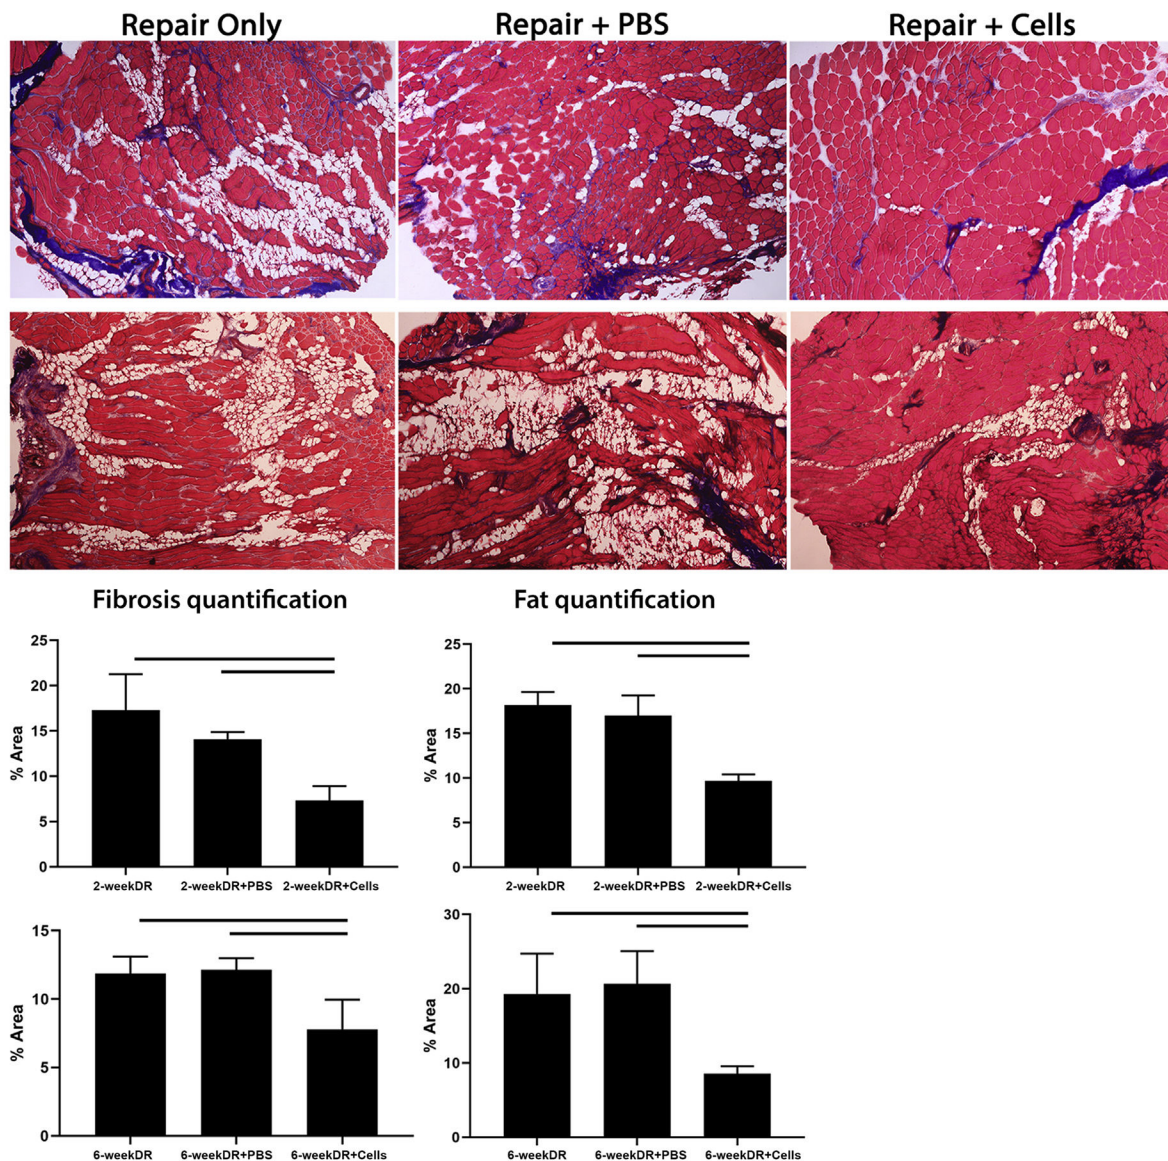 Repair Only Repair + PBS Repair + Cells
Fibrosis quantification Fat quantification
25
20
15
10
5
0
% Area
2-weekDR 2-weekDR+PBS 2-weekDR+Cells
25
20
15
10
5
0
% Area
2-weekDR 2-weekDR+PBS 2-weekDR+Cells
15
10
5
0
% Area
6-weekDR 6-weekDR+PBS 6-weekDR+Cells
30
20
10
0
% Area
6-weekDR 6-weekDR+PBS 6-weekDR+Cells